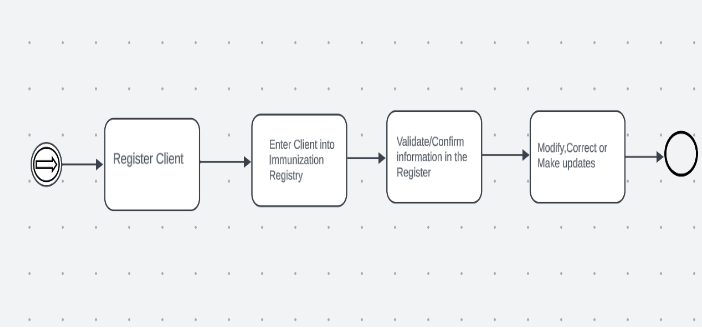 Register Client
Enter Client into
Immunization
Registry
Validate/Confirm
information in the
Register
Modify,Correct or
Make updates